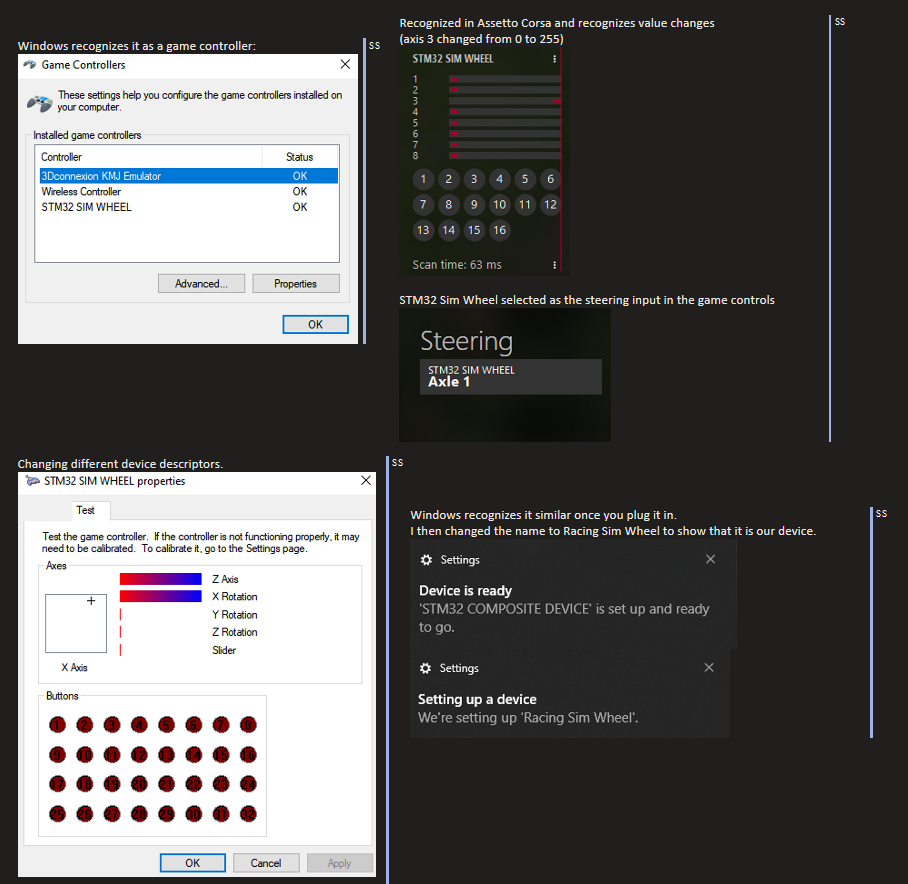 Windows recognizes it as a game controller:
SS
Game Controllers
These settings help you configure the game controllers installed on
your computer.
Installed game controllers
Controller Status
3Dconnexion KMJ Emulator OK
Wireless Controller OK
STM32 SIM WHEEL OK
Advanced... Properties
OK
Recognized in Assetto Corsa and recognizes value changes
(axis 3 changed from 0 to 255)
SS
STM32 SIM WHEEL
1
2
3
4
5
6
7
8
1 2 3 4 5 6
7 8 9 10 11 12
13 14 15 16
Scan time: 63 ms
STM32 Sim Wheel selected as the steering input in the game controls
Steering
STM32 SIM WHEEL
Axle 1
Changing different device descriptors.
SS
STM32 SIM WHEEL properties
Test
Test the game controller. If the controller is not functioning properly, it may
need to be calibrated. To calibrate it, go to the Settings page.
Axes
Z Axis
X Rotation
Y Rotation
Z Rotation
Slider
X Axis
Buttons
1 2 3 4 5 6 7 8
9 10 11 12 13 14 15 16
17 18 19 20 21 22 23 24
25 26 27 28 29 30 31 32
OK Cancel Apply
Windows recognizes it similar once you plug it in.
I then changed the name to Racing Sim Wheel to show that it is our device.
SS
Settings
Device is ready
'STM32 COMPOSITE DEVICE' is set up and ready
to go.
Settings
Setting up a device
We're setting up 'Racing Sim Wheel'.